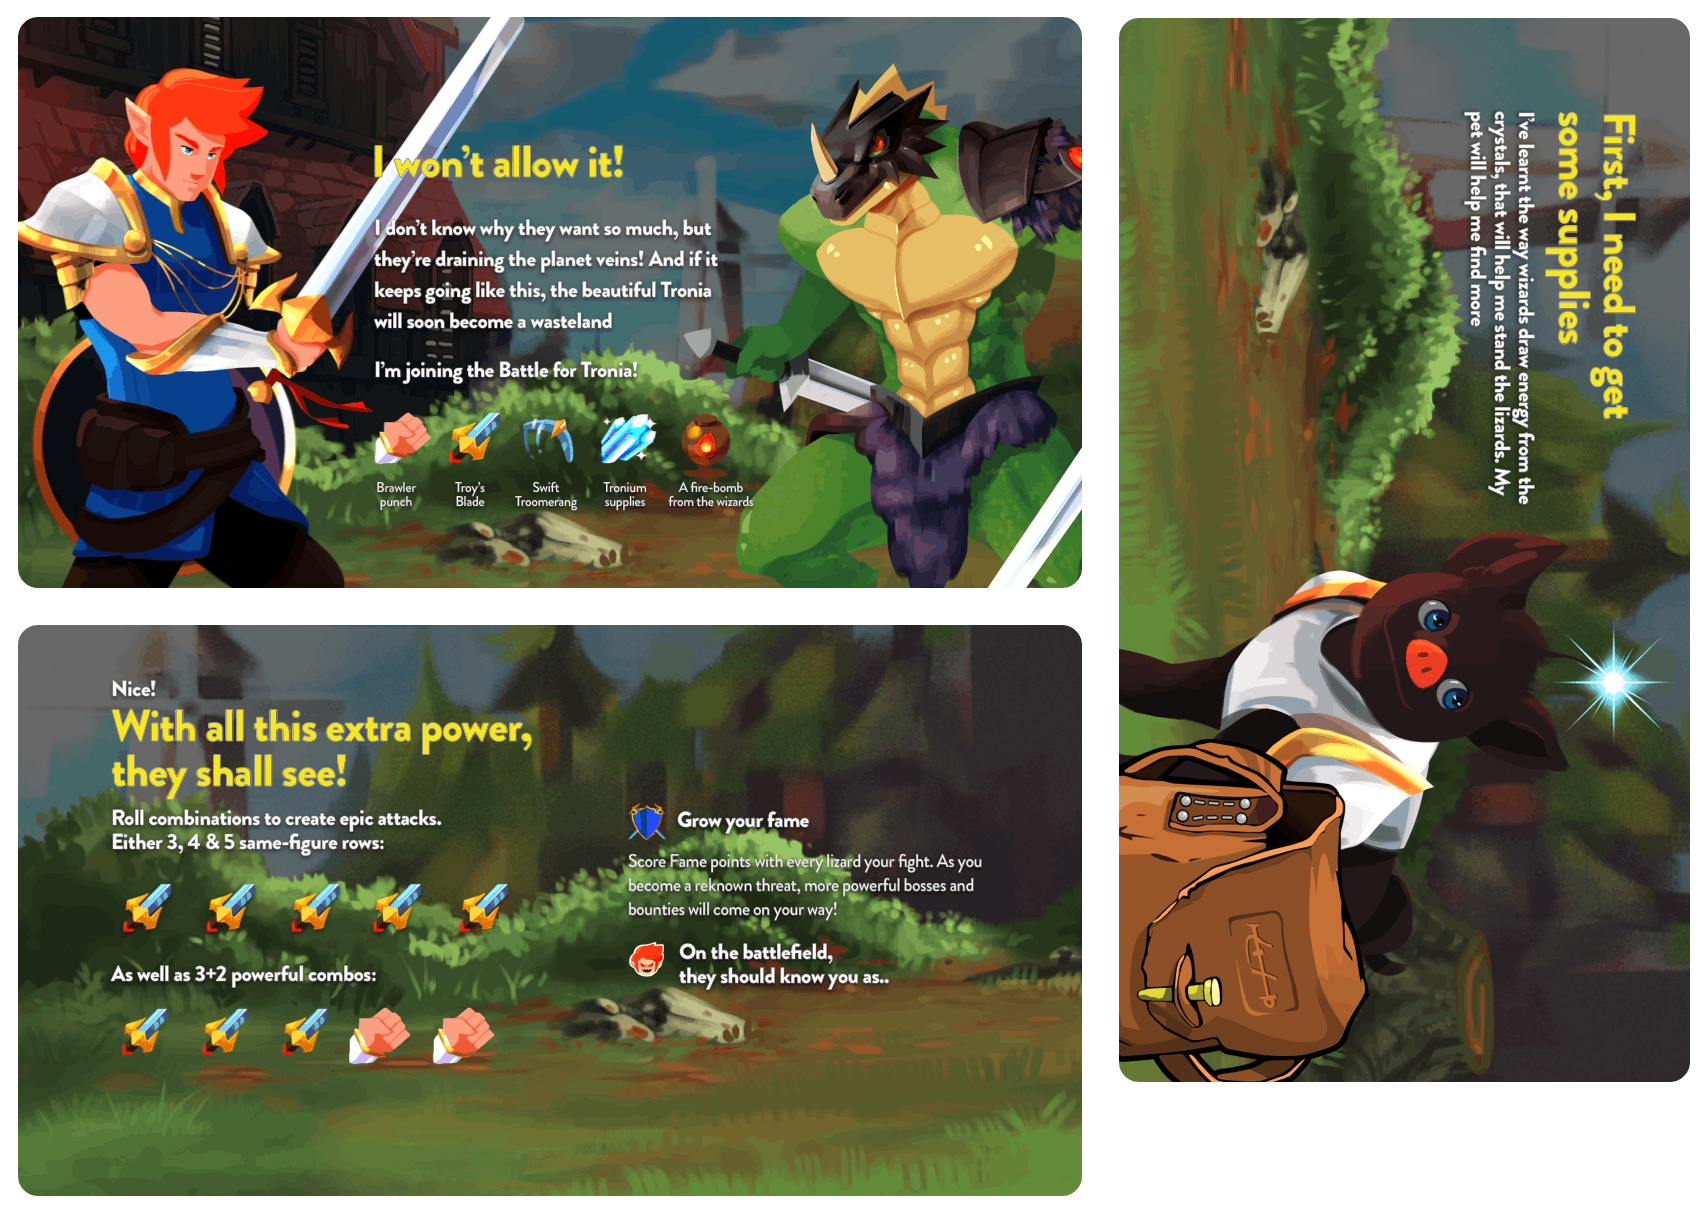 I won't allow it!
I don't know why they want so much, but
they're draining the planet veins! And if it
keeps going like this, the beautiful Tronia
will soon become a wasteland
I'm joining the Battle for Tronia!
Brawler
punch
Troy's
Blade
Swift
Troomerang
Tronium
supplies
A fire-bomb
from the wizards
First, I need to get
some supplies
I've learnt the way wizards draw energy from the
crystals, that will help me stand the lizards. My
pet will help me find more
Nice!
With all this extra power,
they shall see!
Roll combinations to create epic attacks.
Either 3, 4 & 5 same-figure rows:
As well as 3+2 powerful combos:
Grow your fame
Score Fame points with every lizard your fight. As you
become a reknown threat, more powerful bosses and
bounties will come on your way!
On the battlefield,
they should know you as..